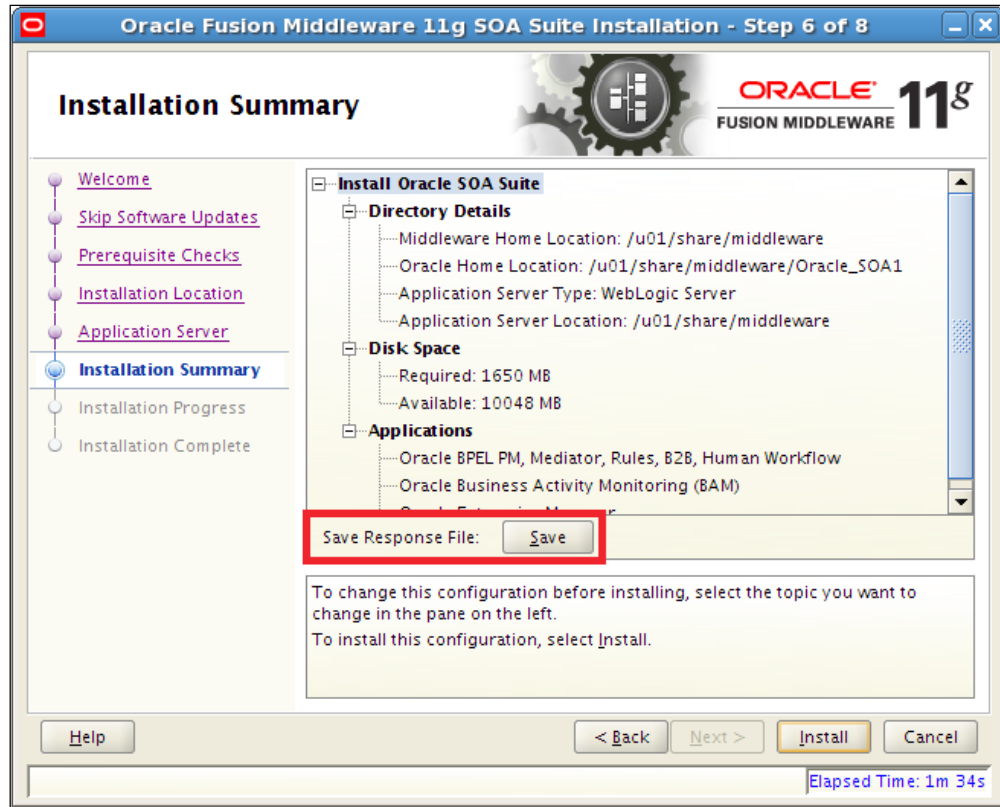 Oracle Fusion Middleware 11g SOA Suite Installation - Step 6 of 8
Installation Summary
ORACLE
FUSION MIDDLEWARE
11g
Welcome
Skip Software Updates
Prerequisite Checks
Installation Location
Application Server
Installation Summary
Installation Progress
Installation Complete
Install Oracle SOA Suite
Directory Details
Middleware Home Location: /u01/share/middleware
Oracle Home Location: /u01/share/middleware/Oracle_SOA1
Application Server Type: WebLogic Server
Application Server Location: /u01/share/middleware
Disk Space
Required: 1650 MB
Available: 10048 MB
Applications
Oracle BPEL PM, Mediator, Rules, B2B, Human Workflow
Oracle Business Activity Monitoring (BAM)
Save Response File: Save
To change this configuration before installing, select the topic you want to
change in the pane on the left.
To install this configuration, select Install.
Help
< Back
Next >
Install
Cancel
Elapsed Time: 1m 34s